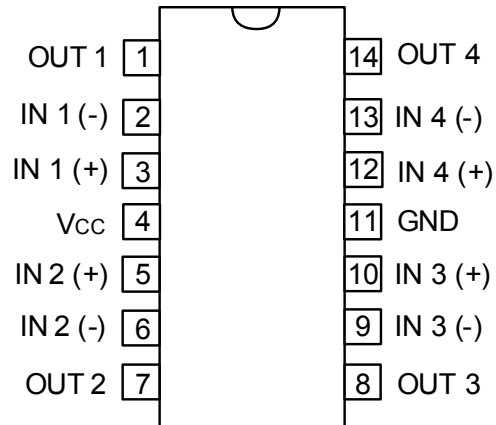 OUT 1 1 14 OUT 4
IN 1 (-) 2 13 IN 4 (-)
IN 1 (+) 3 12 IN 4 (+)
VCC 4 11 GND
IN 2 (+) 5 10 IN 3 (+)
IN 2 (-) 6 9 IN 3 (-)
OUT 2 7 8 OUT 3